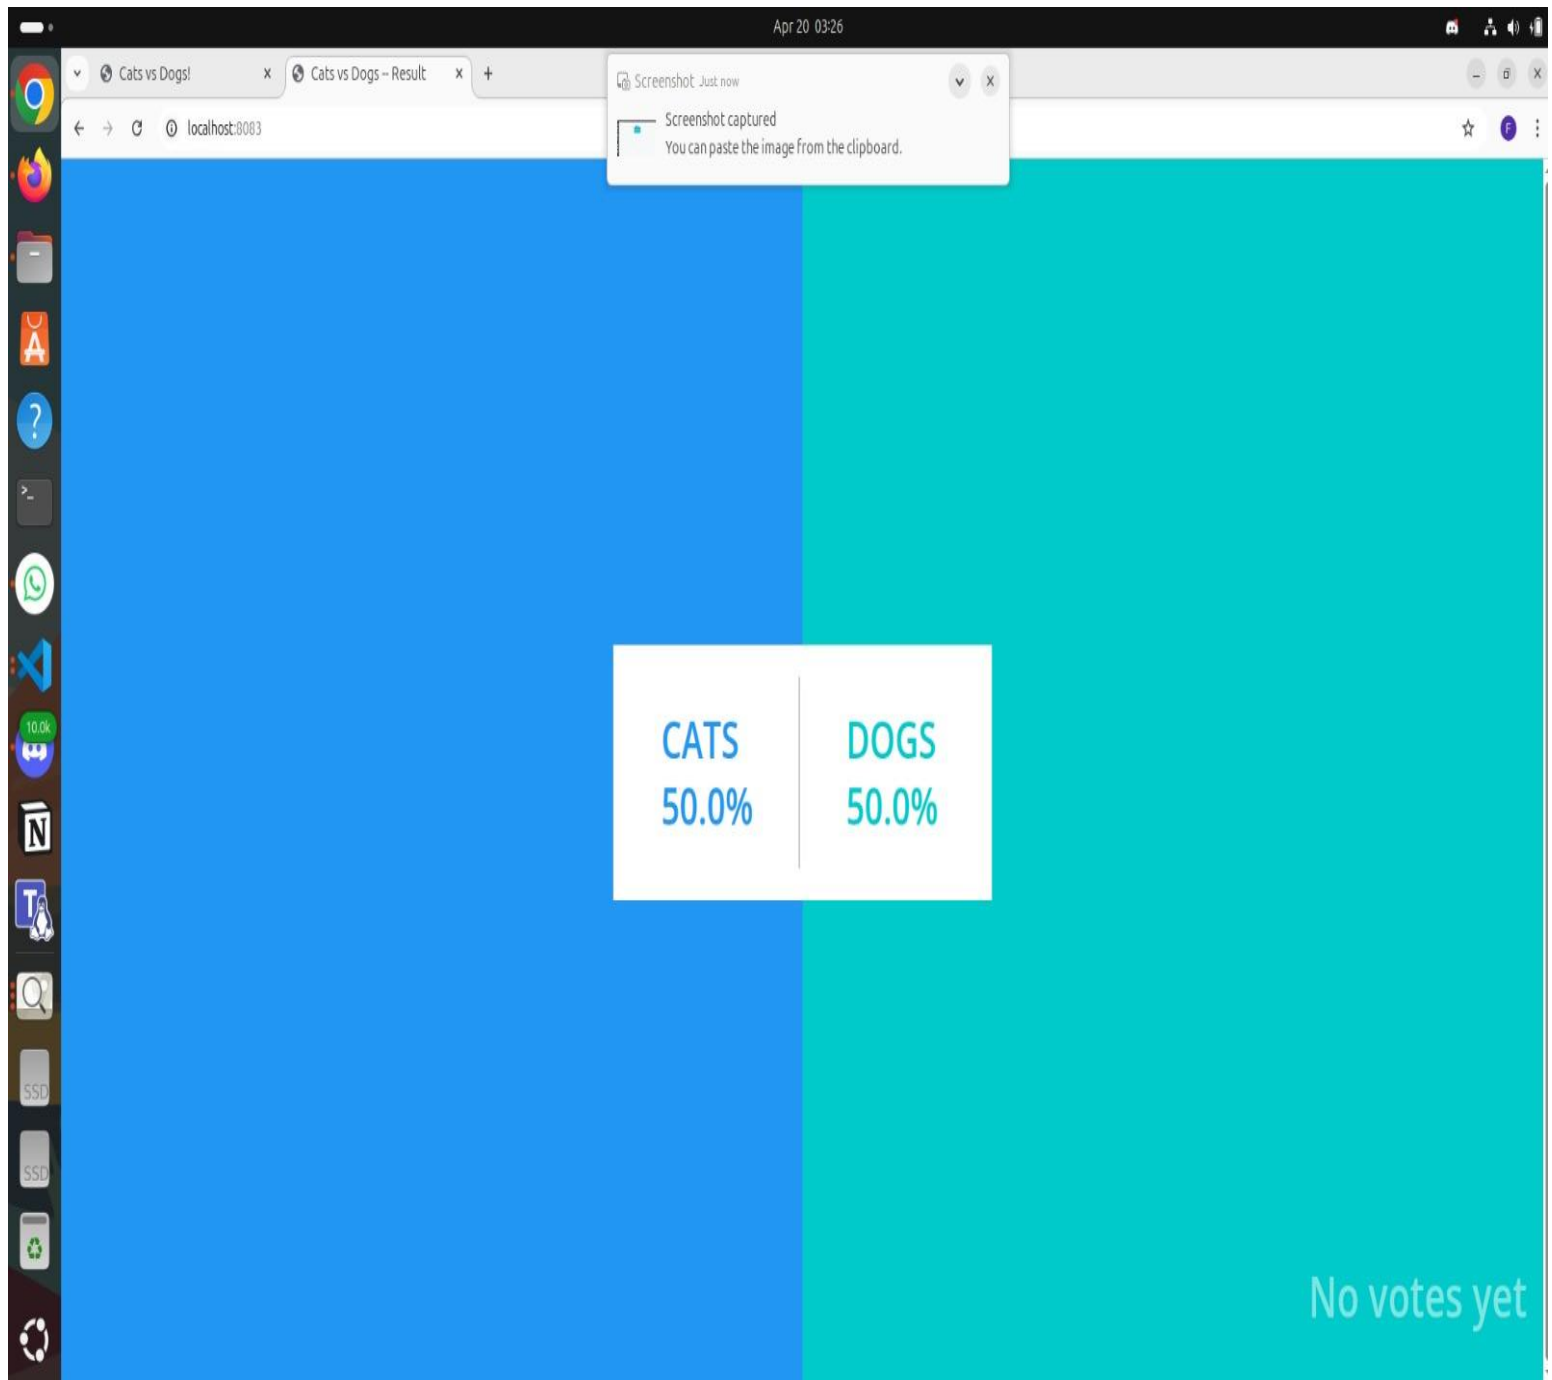 Apr 20 03:26
Cats vs Dogs!
Cats vs Dogs – Result
localhost:8083
Screenshot Just now
Screenshot captured
You can paste the image from the clipboard.
F
10.0k
N
T
SSD
SSD
CATS
50.0%
DOGS
50.0%
No votes yet